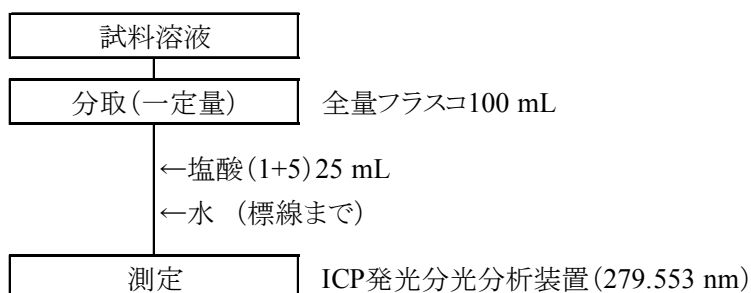 試料溶液
分取(一定量) 全量フラスコ100 mL
←塩酸(1+5)25 mL
←水 (標線まで)
測定 ICP発光分光分析装置(279.553 nm)